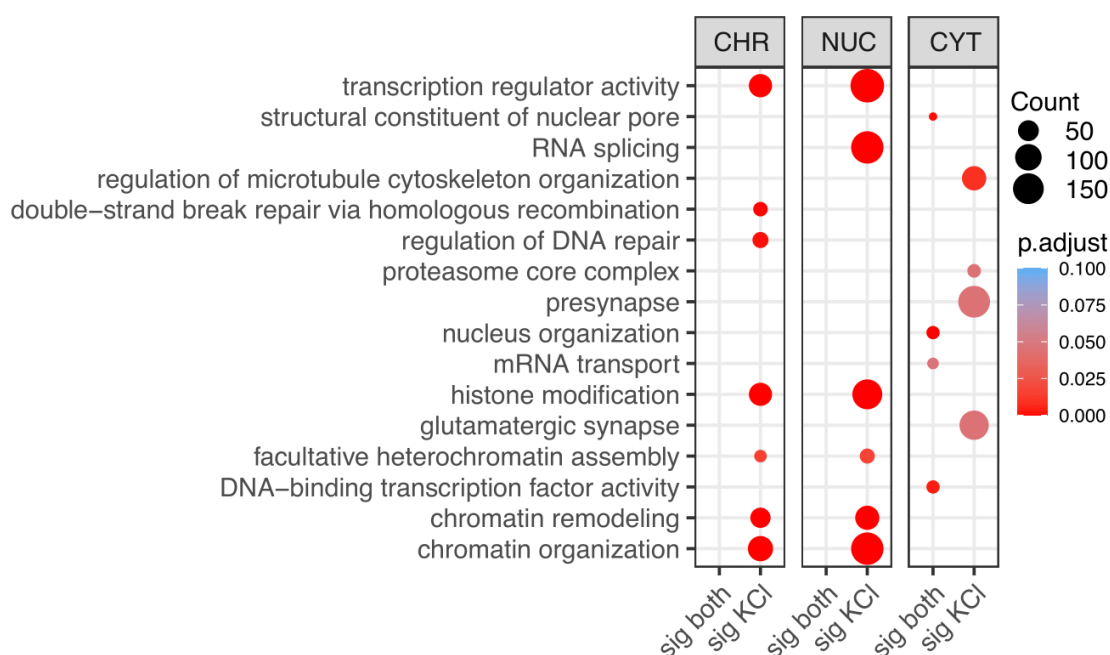 CHR NUC CYT
transcription regulator activity
structural constituent of nuclear pore
RNA splicing
regulation of microtubule cytoskeleton organization
double−strand break repair via homologous recombination
regulation of DNA repair
proteasome core complex
presynapse
nucleus organization
mRNA transport
histone modification
glutamatergic synapse
facultative heterochromatin assembly
DNA−binding transcription factor activity
chromatin remodeling
chromatin organization
sig both
sig KCl
sig both
sig KCl
sig both
sig KCl
Count
50
100
150
p.adjust
0.100
0.075
0.050
0.025
0.000